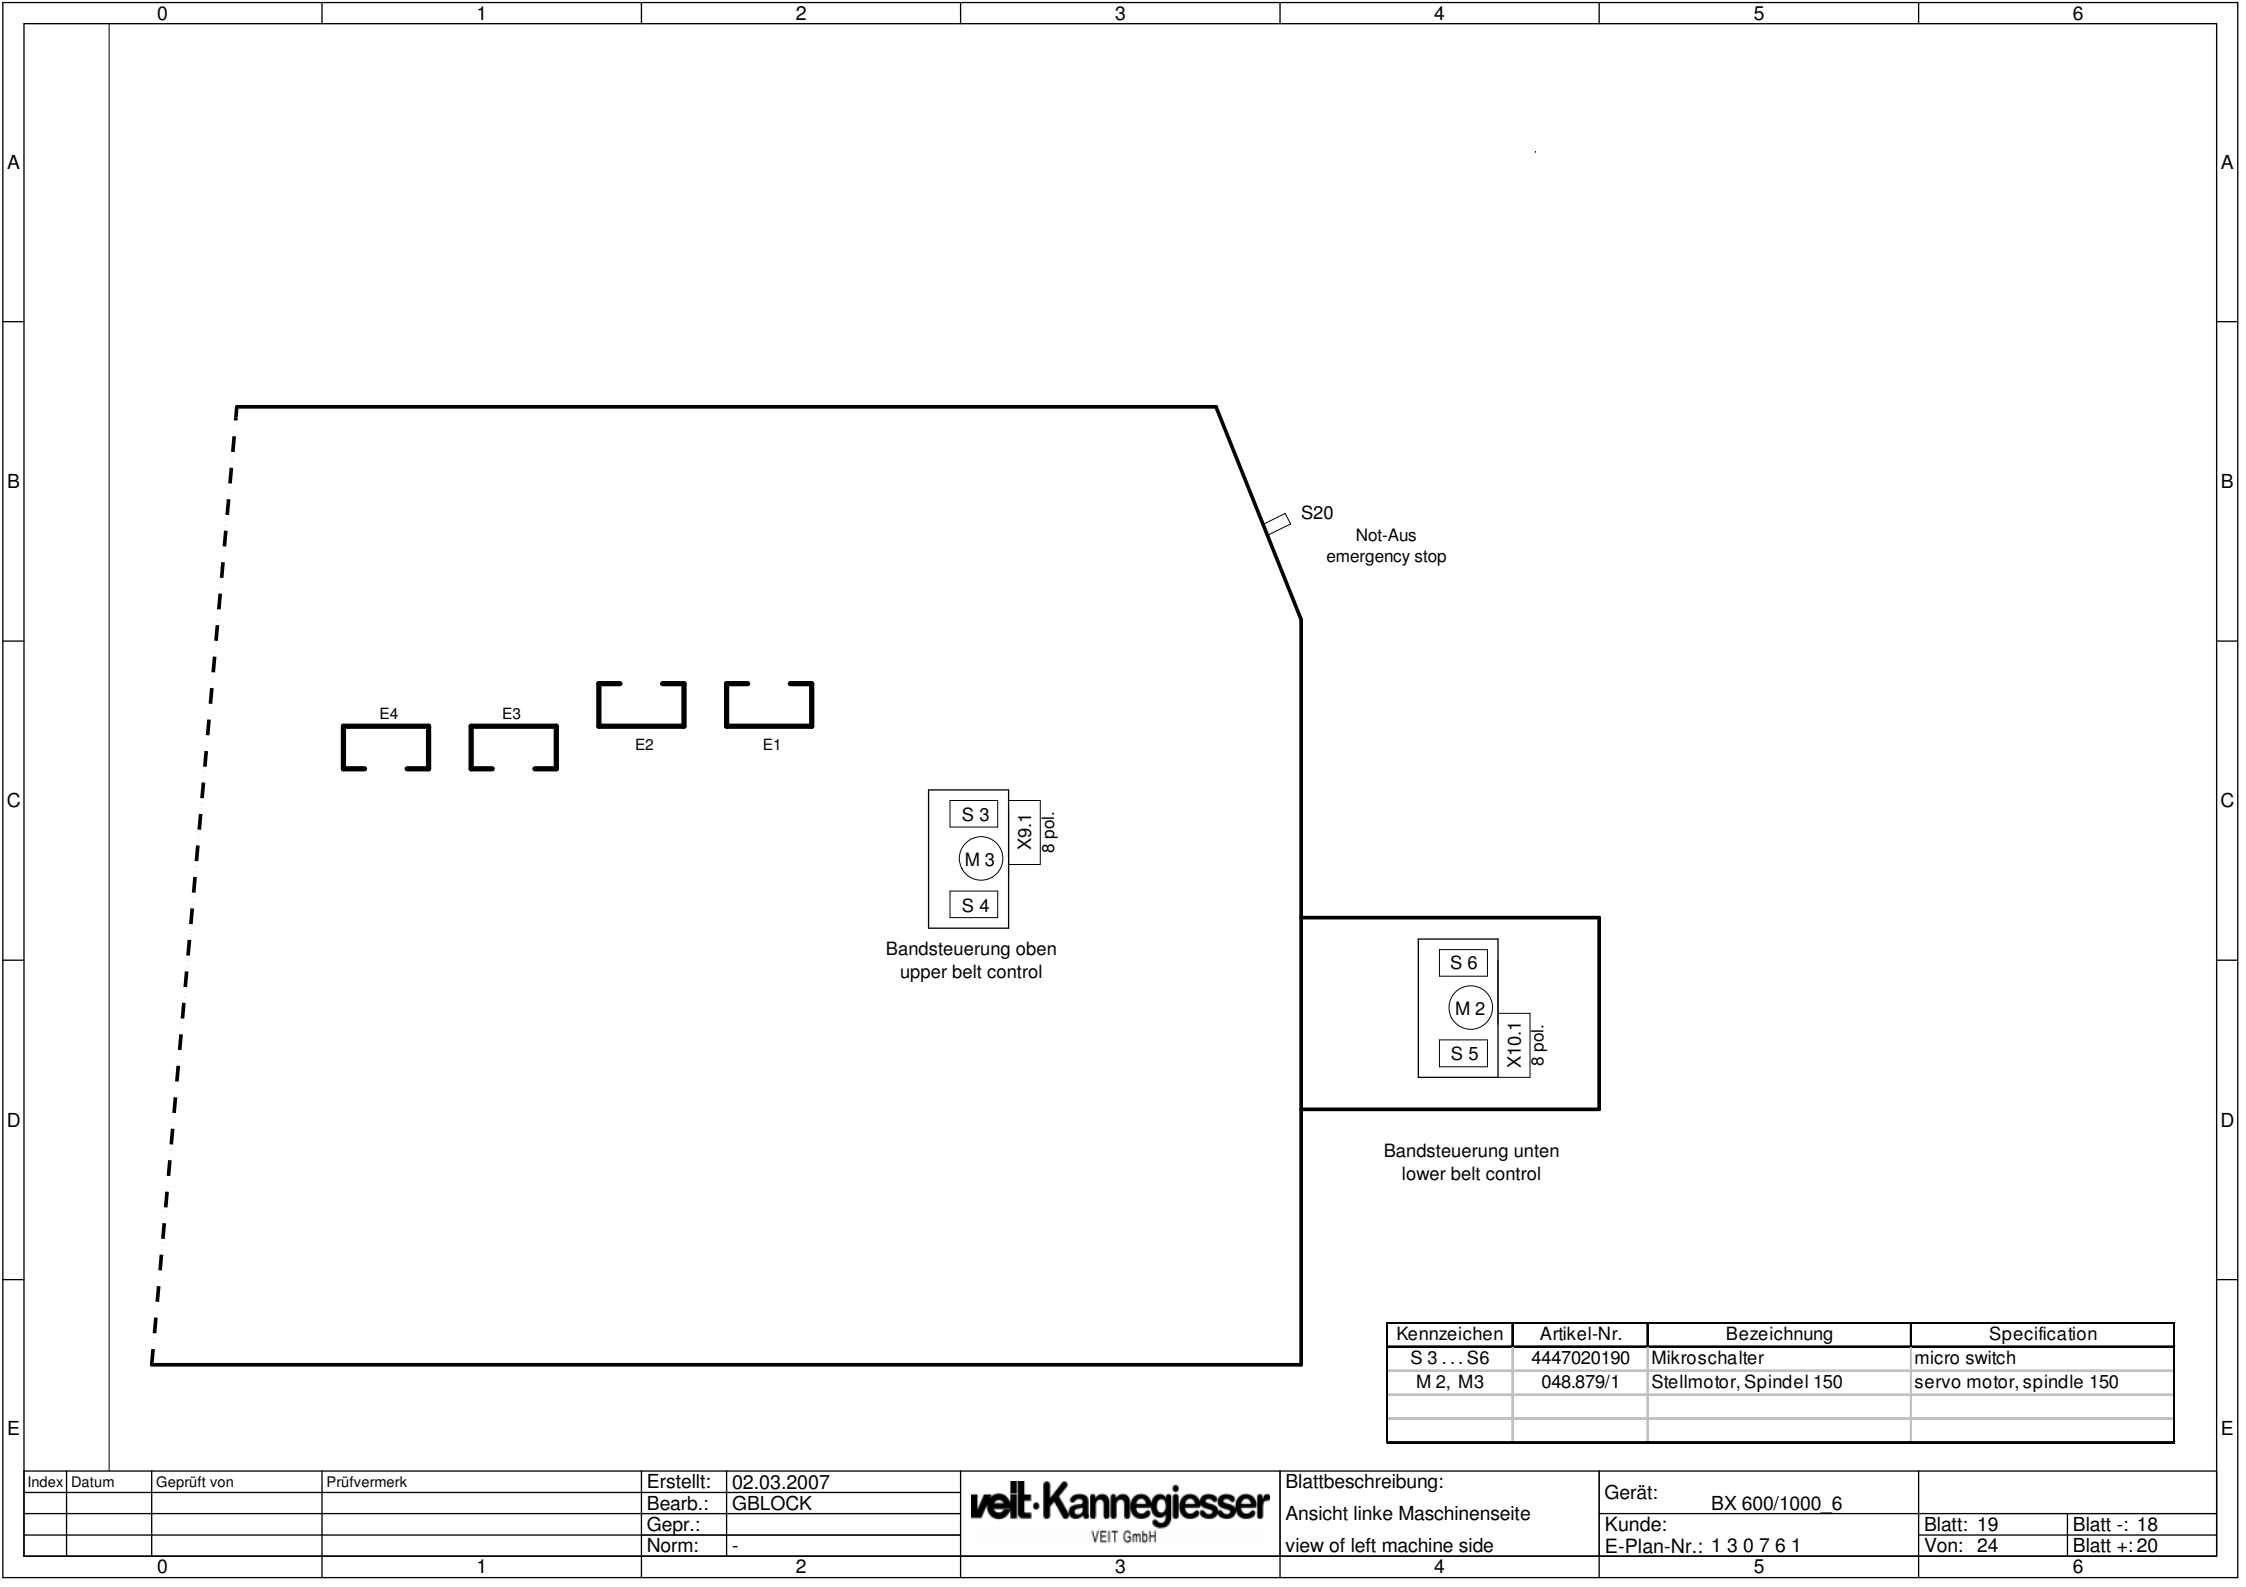 0 1 2 3 4 5 6
A A
B B
S20
Not-Aus
emergency stop
E4 E3
E2 E1
C C
S 3
M 3
S 4
X9.1
8 pol.
Bandsteuerung oben
upper belt control
S 6
M 2
S 5
X10.1
8 pol.
D D
Bandsteuerung unten
lower belt control
Kennzeichen Artikel-Nr. Bezeichnung Specification
S 3 . . . S6 4447020190 Mikroschalter micro switch
M 2, M3 048.879/1 Stellmotor, Spindel 150 servo motor, spindle 150
E E
Index Datum Geprüft von Prüfvermerk
Erstellt: 02.03.2007
Bearb.: GBLOCK
Gepr.:
Norm: -
veit·Kannegiesser
VEIT GmbH
Blattbeschreibung:
Ansicht linke Maschinenseite
view of left machine side
Gerät: BX 600/1000_6
Kunde:
E-Plan-Nr.: 1 3 0 7 6 1
Blatt: 19 Blatt -: 18
Von: 24 Blatt +: 20
0 1 2 3 4 5 6